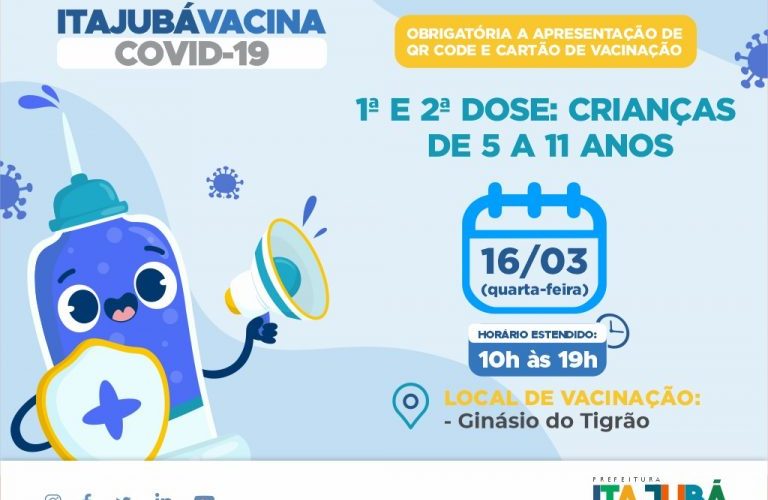 ITAJUBÁVACINA
COVID-19
OBRIGATÓRIA A APRESENTAÇÃO DE
QR CODE E CARTÃO DE VACINAÇÃO
1ª E 2ª DOSE: CRIANÇAS
DE 5 A 11 ANOS
16/03
(quarta-feira)
HORÁRIO ESTENDIDO:
10h às 19h
LOCAL DE VACINAÇÃO:
- Ginásio do Tigrão
PREFEITURA
ITAJUBÁ